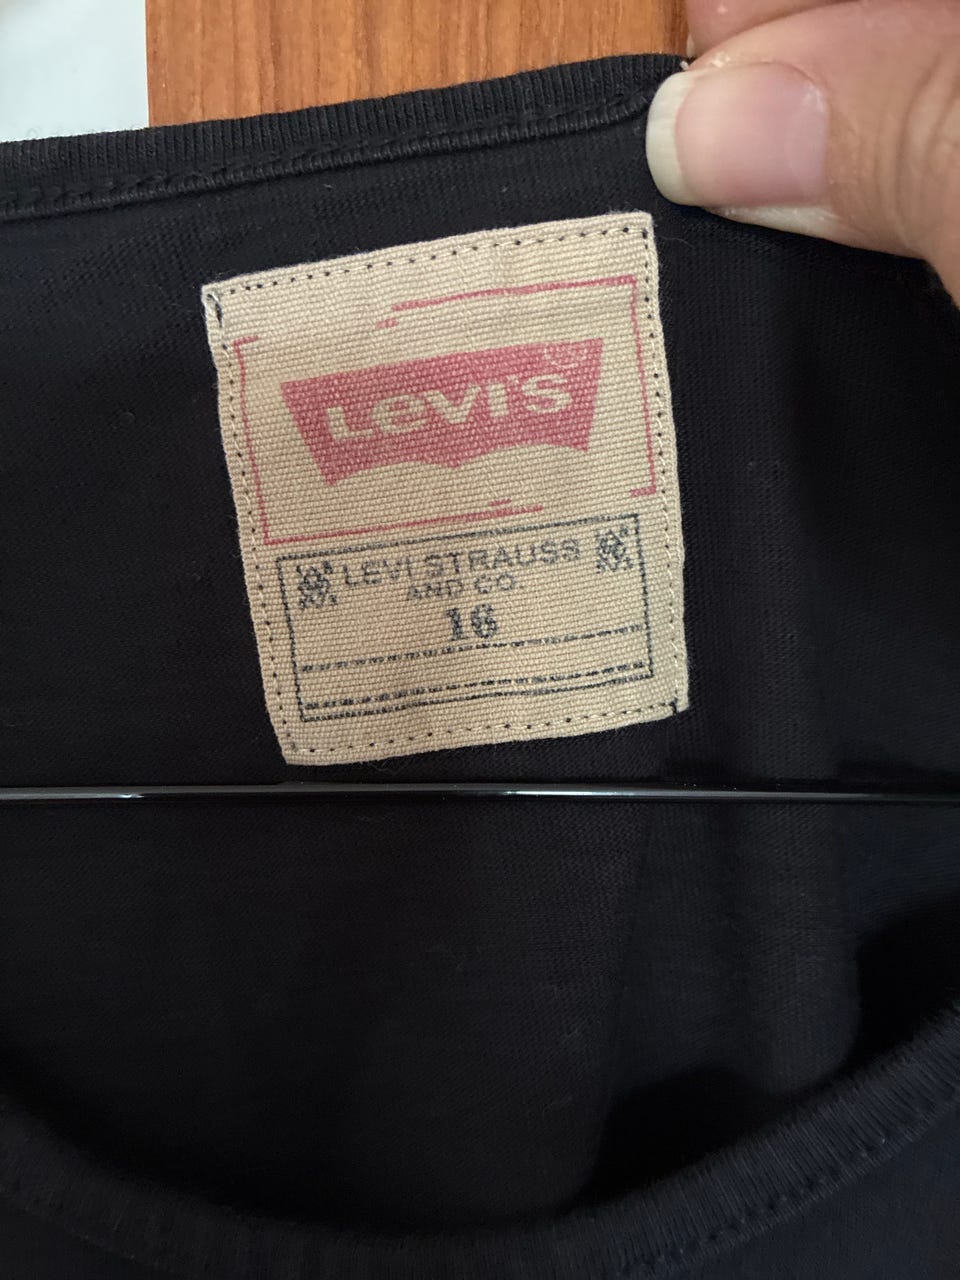 Levi's
LEVI STRAUSS
AND CO.
16